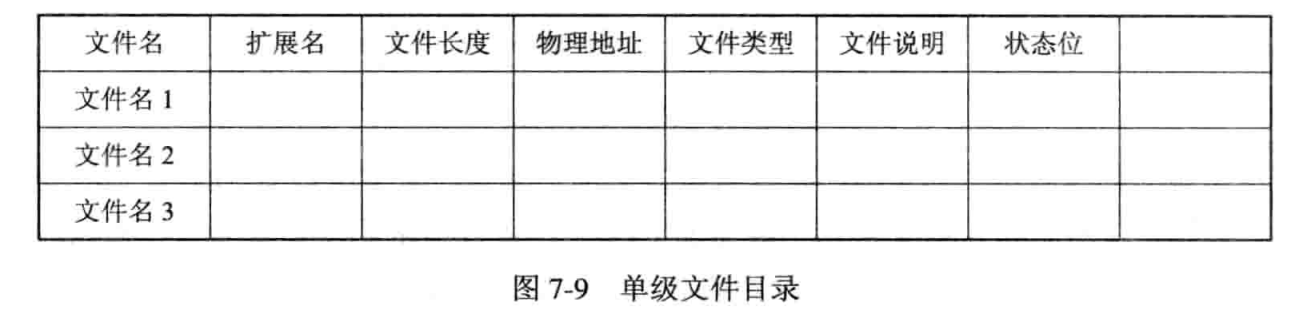 文件名 扩展名 文件长度 物理地址 文件类型 文件说明 状态位
文件名 1
文件名 2
文件名 3
图 7-9 单级文件目录